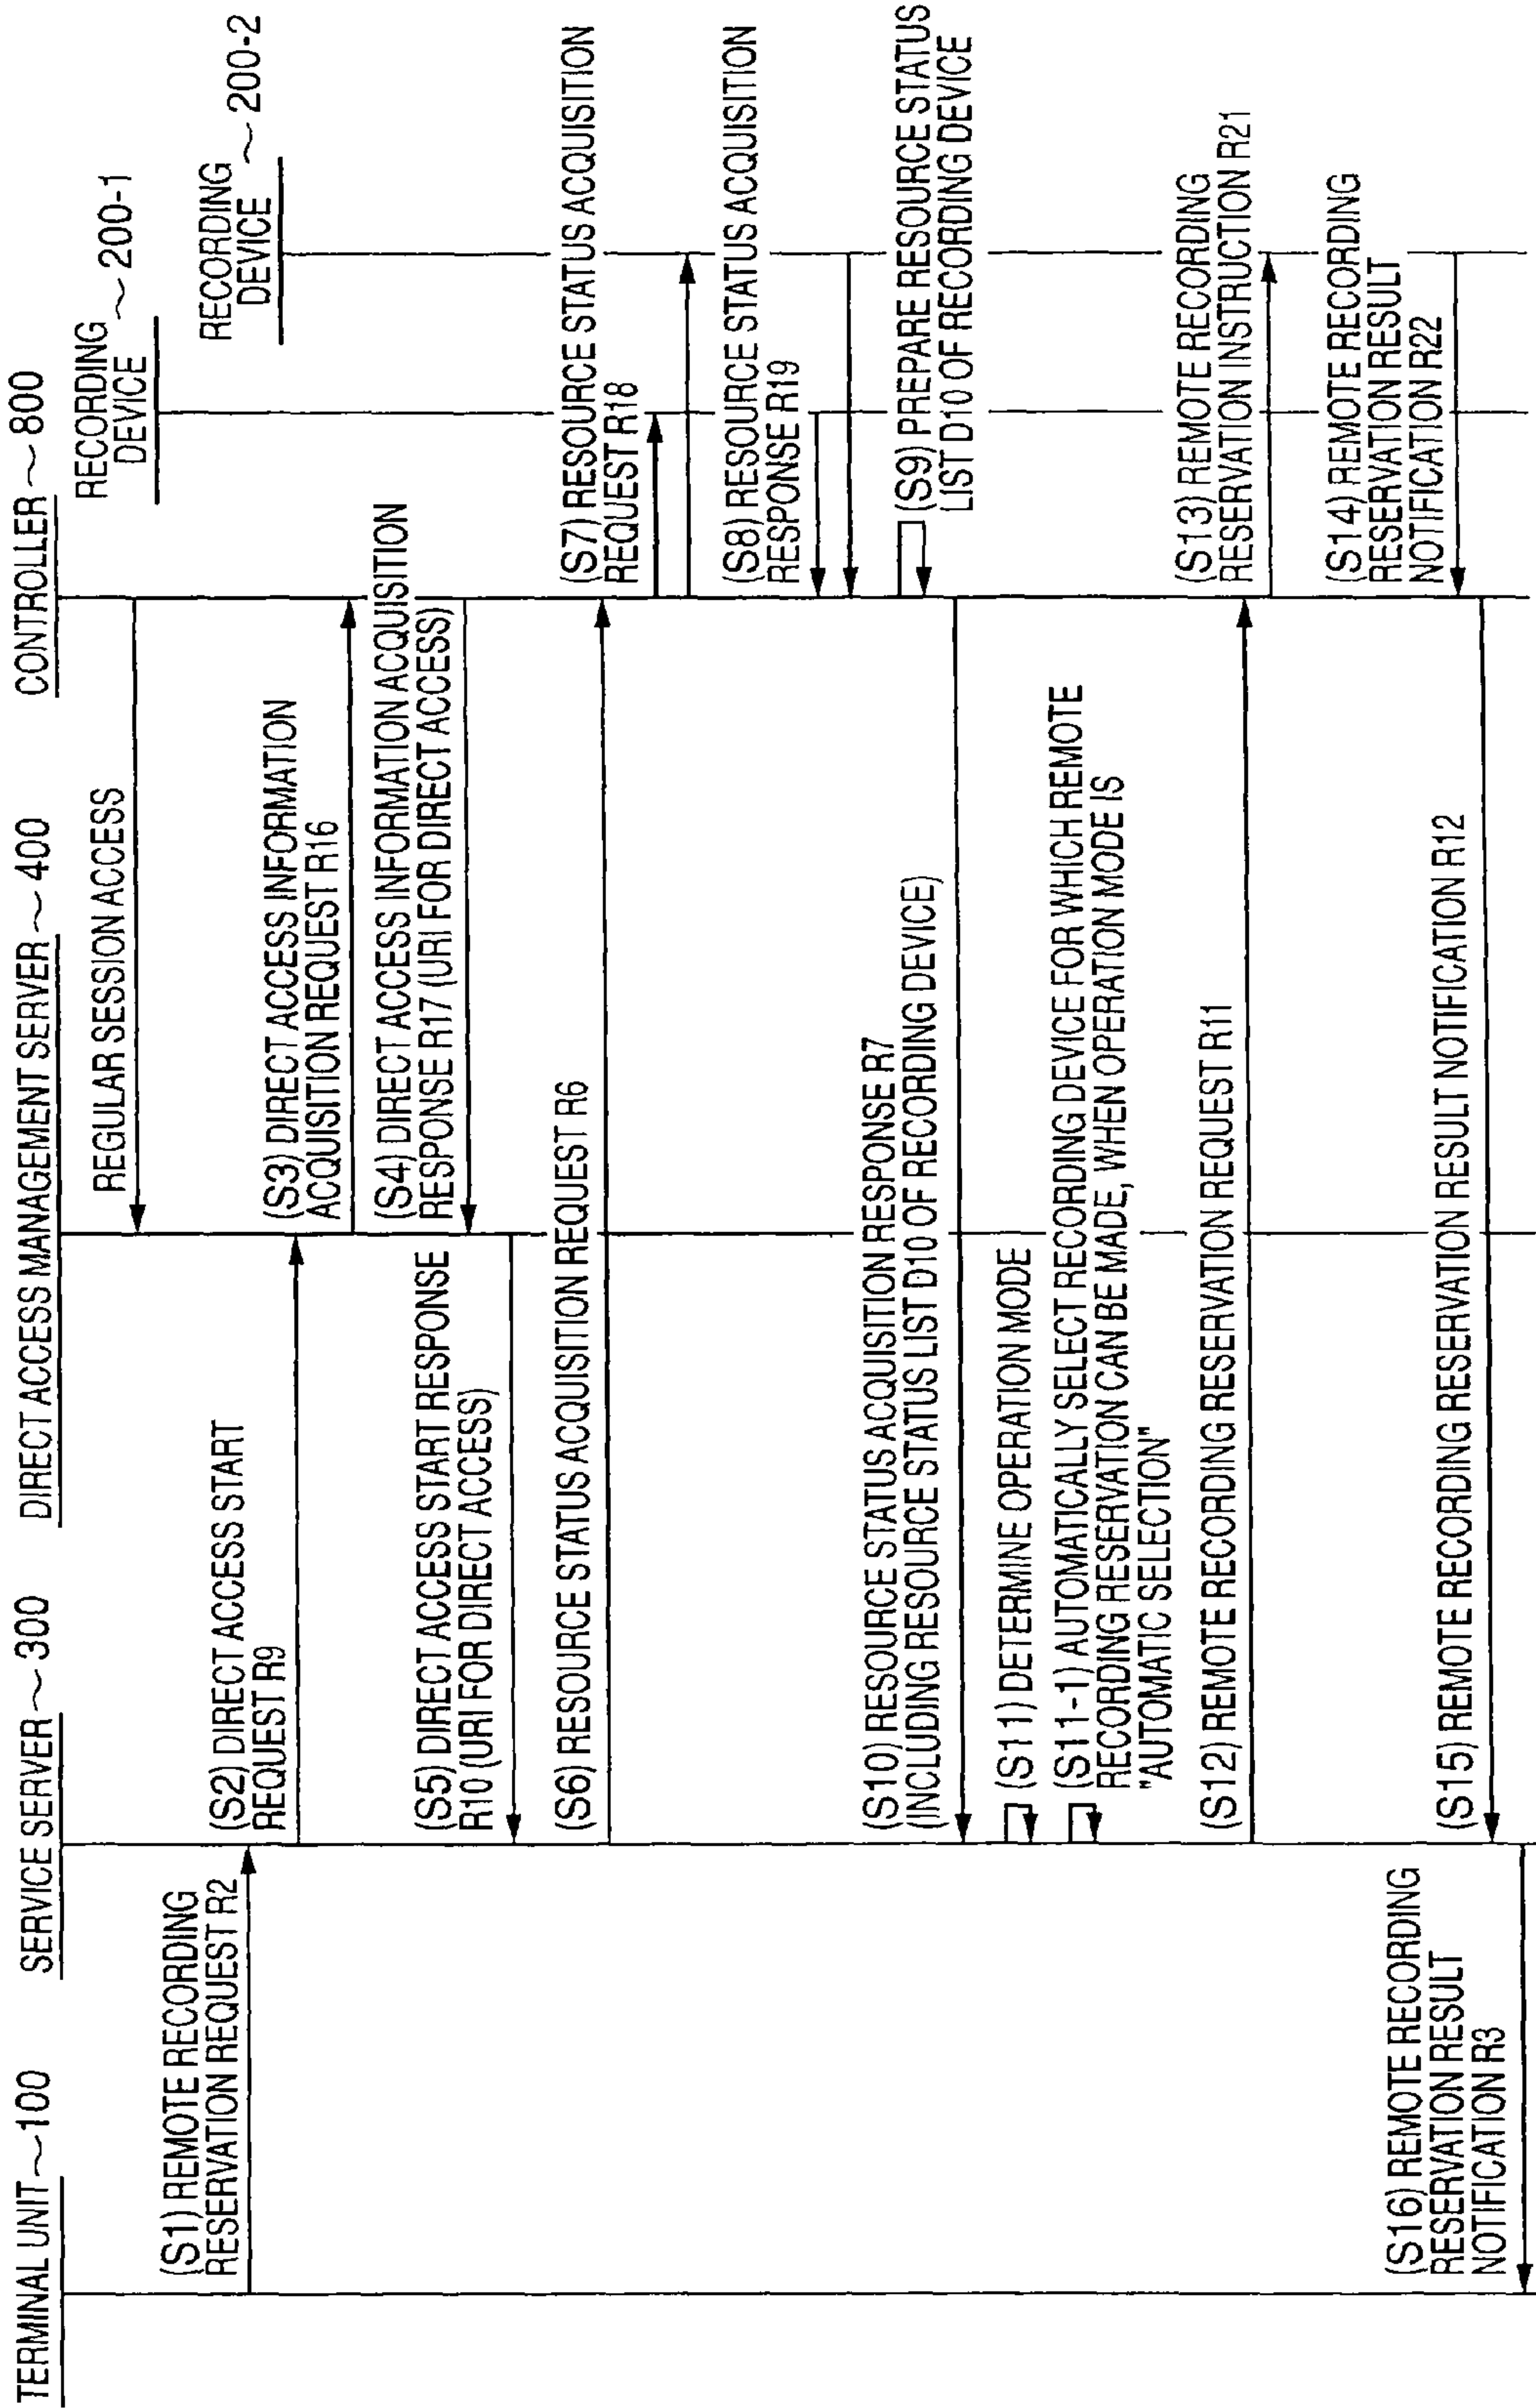 TERMINAL UNIT ~100
SERVICE SERVER ~300
DIRECT ACCESS MANAGEMENT SERVER ~400
CONTROLLER ~800
RECORDING
DEVICE ~200-1
RECORDING
DEVICE ~200-2
REGULAR SESSION ACCESS
(S1) REMOTE RECORDING
RESERVATION REQUEST R2
(S2) DIRECT ACCESS START
REQUEST R9
(S3) DIRECT ACCESS INFORMATION
ACQUISITION REQUEST R16
(S4) DIRECT ACCESS INFORMATION ACQUISITION
RESPONSE R17 (URI FOR DIRECT ACCESS)
(S5) DIRECT ACCESS START RESPONSE
R10 (URI FOR DIRECT ACCESS)
(S6) RESOURCE STATUS ACQUISITION REQUEST R6
(S7) RESOURCE STATUS ACQUISITION
REQUEST R18
(S8) RESOURCE STATUS ACQUISITION
RESPONSE R19
(S9) PREPARE RESOURCE STATUS
LIST D10 OF RECORDING DEVICE
(S10) RESOURCE STATUS ACQUISITION RESPONSE R7
(INCLUDING RESOURCE STATUS LIST D10 OF RECORDING DEVICE)
(S11) DETERMINE OPERATION MODE
(S11-1) AUTOMATICALLY SELECT RECORDING DEVICE FOR WHICH REMOTE
RECORDING RESERVATION CAN BE MADE, WHEN OPERATION MODE IS
"AUTOMATIC SELECTION"
(S12) REMOTE RECORDING RESERVATION REQUEST R11
(S13) REMOTE RECORDING
RESERVATION INSTRUCTION R21
(S14) REMOTE RECORDING
RESERVATION RESULT
NOTIFICATION R22
(S15) REMOTE RECORDING RESERVATION RESULT NOTIFICATION R12
(S16) REMOTE RECORDING
RESERVATION RESULT
NOTIFICATION R3